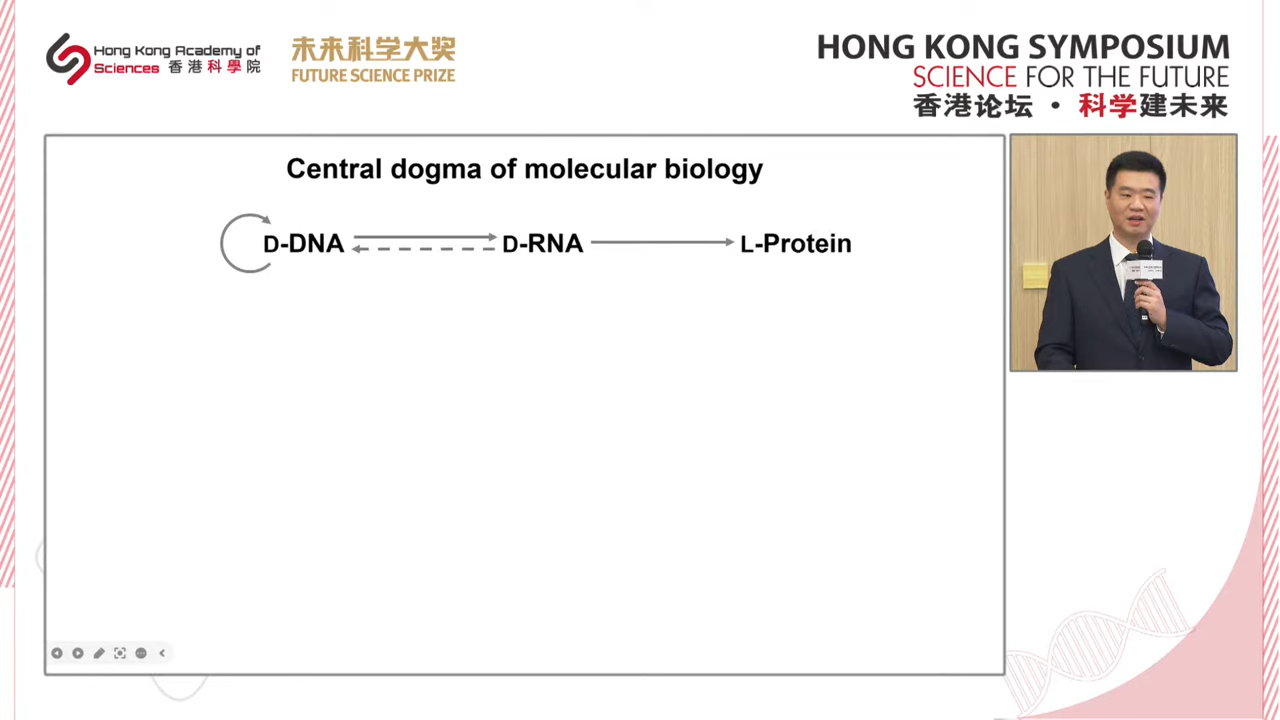 Hong Kong Academy of
Sciences 香港科學院
未来科学大奖
FUTURE SCIENCE PRIZE
HONG KONG SYMPOSIUM
SCIENCE FOR THE FUTURE
香港论坛 · 科学建未来
Central dogma of molecular biology
D-DNA D-RNA L-Protein